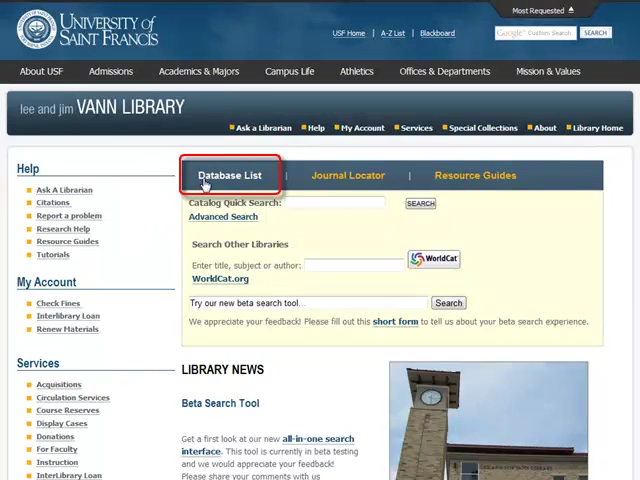 Most Requested
UNIVERSITY of
SAINT FRANCIS
USF Home | A-Z List | Blackboard
Google™ Custom Search SEARCH
About USF Admissions Academics & Majors Campus Life Athletics Offices & Departments Mission & Values
lee and jim VANN LIBRARY
Ask a Librarian Help My Account Services Special Collections About Library Home
Help
Ask A Librarian
Citations
Report a problem
Research Help
Resource Guides
Tutorials
My Account
Check Fines
Interlibrary Loan
Renew Materials
Services
Acquisitions
Circulation Services
Course Reserves
Display Cases
Donations
For Faculty
Instruction
Interlibrary Loan
Database List | Journal Locator | Resource Guides
Catalog Quick Search: SEARCH
Advanced Search
Search Other Libraries
Enter title, subject or author: WorldCat
WorldCat.org
Try our new beta search tool... Search
We appreciate your feedback! Please fill out this short form to tell us about your beta search experience.
LIBRARY NEWS
Beta Search Tool
Get a first look at our new all-in-one search
interface. This tool is currently in beta testing
and we would appreciate your feedback!
Please share your comments with us